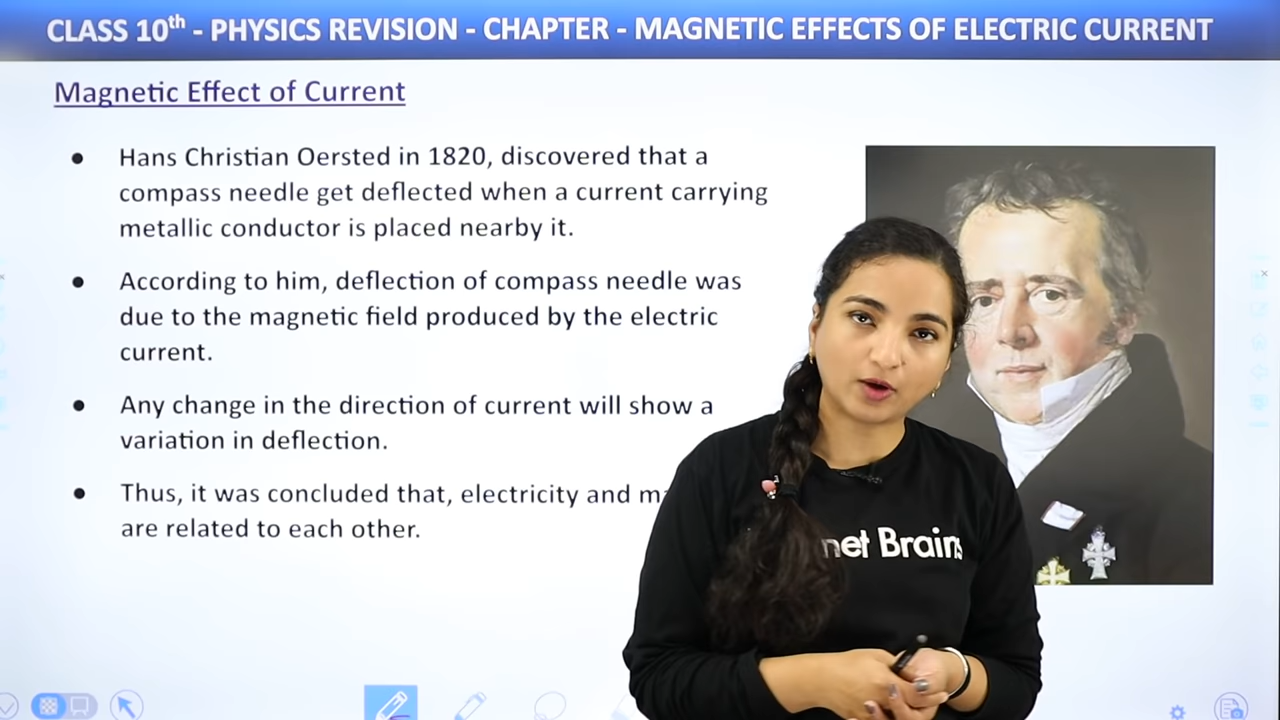 CLASS 10th - PHYSICS REVISION - CHAPTER - MAGNETIC EFFECTS OF ELECTRIC CURRENT
Magnetic Effect of Current
● Hans Christian Oersted in 1820, discovered that a
compass needle get deflected when a current carrying
metallic conductor is placed nearby it.
● According to him, deflection of compass needle was
due to the magnetic field produced by the electric
current.
● Any change in the direction of current will show a
variation in deflection.
● Thus, it was concluded that, electricity and
are related to each other.
net Brains